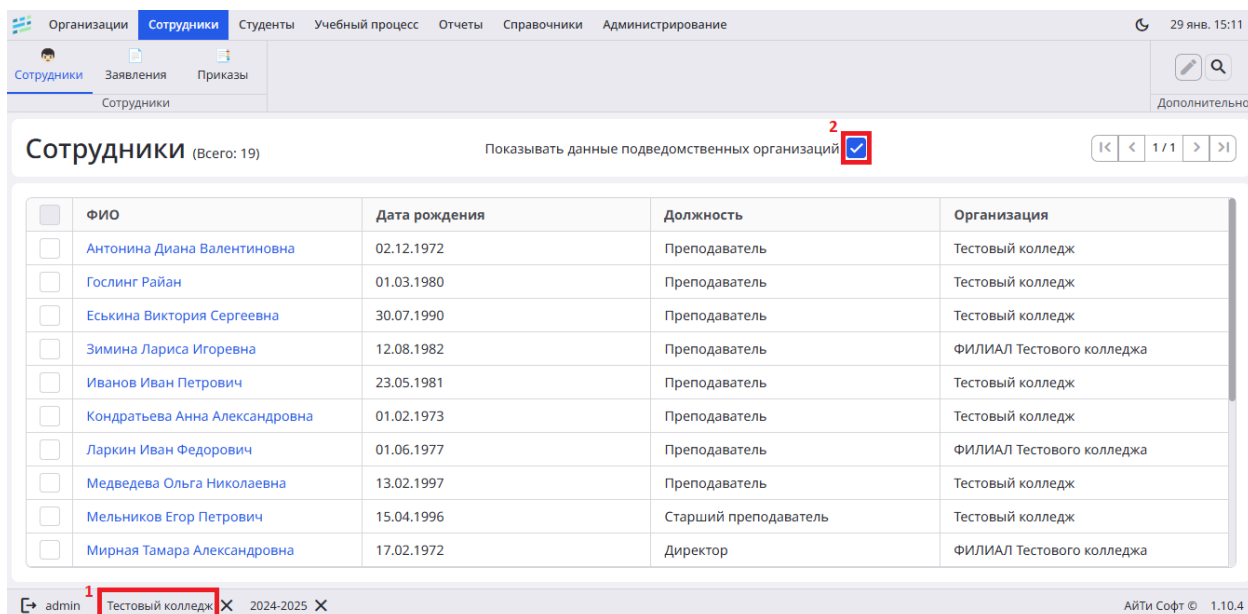 Организации Сотрудники Студенты Учебный процесс Отчеты Справочники Администрирование 29 янв. 15:11
Сотрудники Заявления Приказы
Сотрудники Дополнительно
2
Сотрудники (Всего: 19) Показывать данные подведомственных организаций 1 / 1
ФИО Дата рождения Должность Организация
Антонина Диана Валентиновна 02.12.1972 Преподаватель Тестовый колледж
Гослинг Райан 01.03.1980 Преподаватель Тестовый колледж
Еськина Виктория Сергеевна 30.07.1990 Преподаватель Тестовый колледж
Зимина Лариса Игоревна 12.08.1982 Преподаватель ФИЛИАЛ Тестового колледжа
Иванов Иван Петрович 23.05.1981 Преподаватель Тестовый колледж
Кондратьева Анна Александровна 01.02.1973 Преподаватель Тестовый колледж
Ларкин Иван Федорович 01.06.1977 Преподаватель ФИЛИАЛ Тестового колледжа
Медведева Ольга Николаевна 13.02.1997 Преподаватель Тестовый колледж
Мельников Егор Петрович 15.04.1996 Старший преподаватель Тестовый колледж
Мирная Тамара Александровна 17.02.1972 Директор ФИЛИАЛ Тестового колледжа
1
admin Тестовый колледж 2024-2025 АйТи Софт © 1.10.4